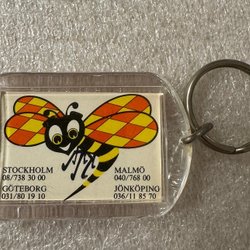 STOCKHOLM MALMÖ
08/738 30 00 040/768 00
GÖTEBORG JÖNKÖPING
031/80 19 10 036/11 85 70